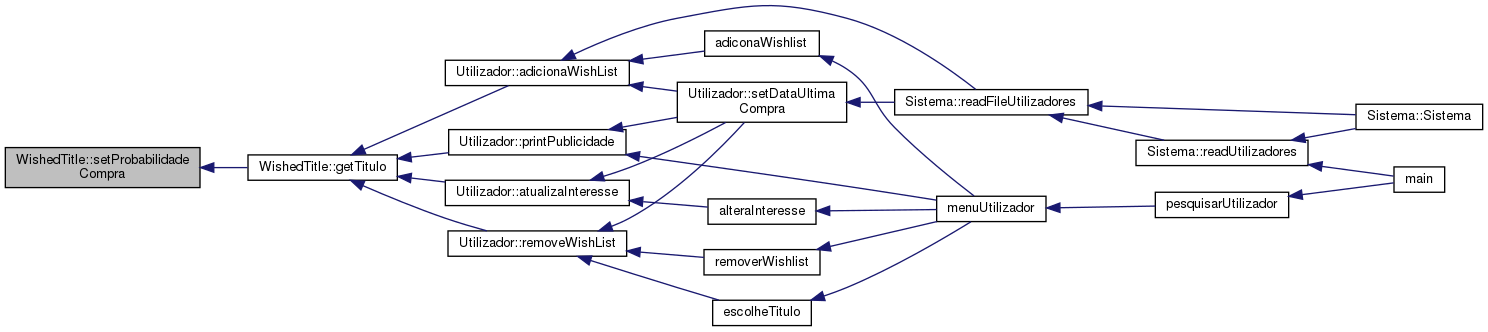 WishedTitle::setProbabilidade
Compra
WishedTitle::getTitulo
Utilizador::adicionaWishList
Utilizador::printPublicidade
Utilizador::atualizaInteresse
Utilizador::removeWishList
adiconaWishlist
Utilizador::setDataUltima
Compra
alteraInteresse
removerWishlist
escolheTitulo
Sistema::readFileUtilizadores
menuUtilizador
Sistema::readUtilizadores
pesquisarUtilizador
Sistema::Sistema
main